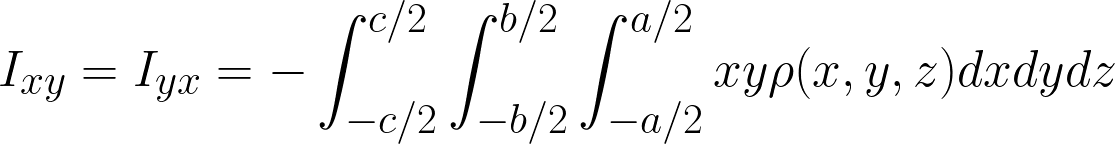 I_{xy} = I_{yx} = -\int_{-c/2}^{c/2}\int_{-b/2}^{b/2}\int_{-a/2}^{a/2} xy\rho(x, y, z)dxdydz